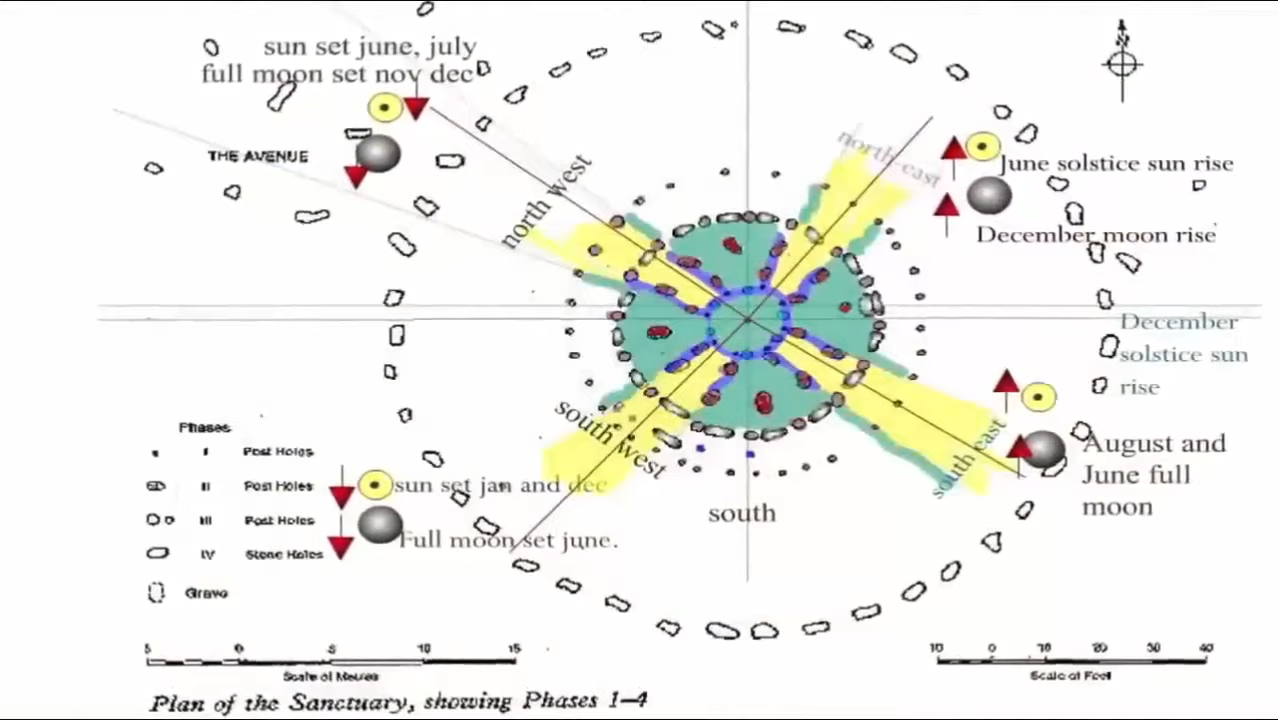 sun set june, july
full moon set nov dec
N
THE AVENUE
north west
north-east
June solstice sun rise
December moon rise
December
solstice sun
rise
August and
June full
moon
south east
south west
south
Phases
I Post Holes
II Post Holes
III Post Holes
IV Stone Holes
Grave
sun set jan and dec
Full moon set june.
5 0 5 10 15
Scale of Metres
10 0 10 20 30 40
Scale of Feet
Plan of the Sanctuary, showing Phases 1–4